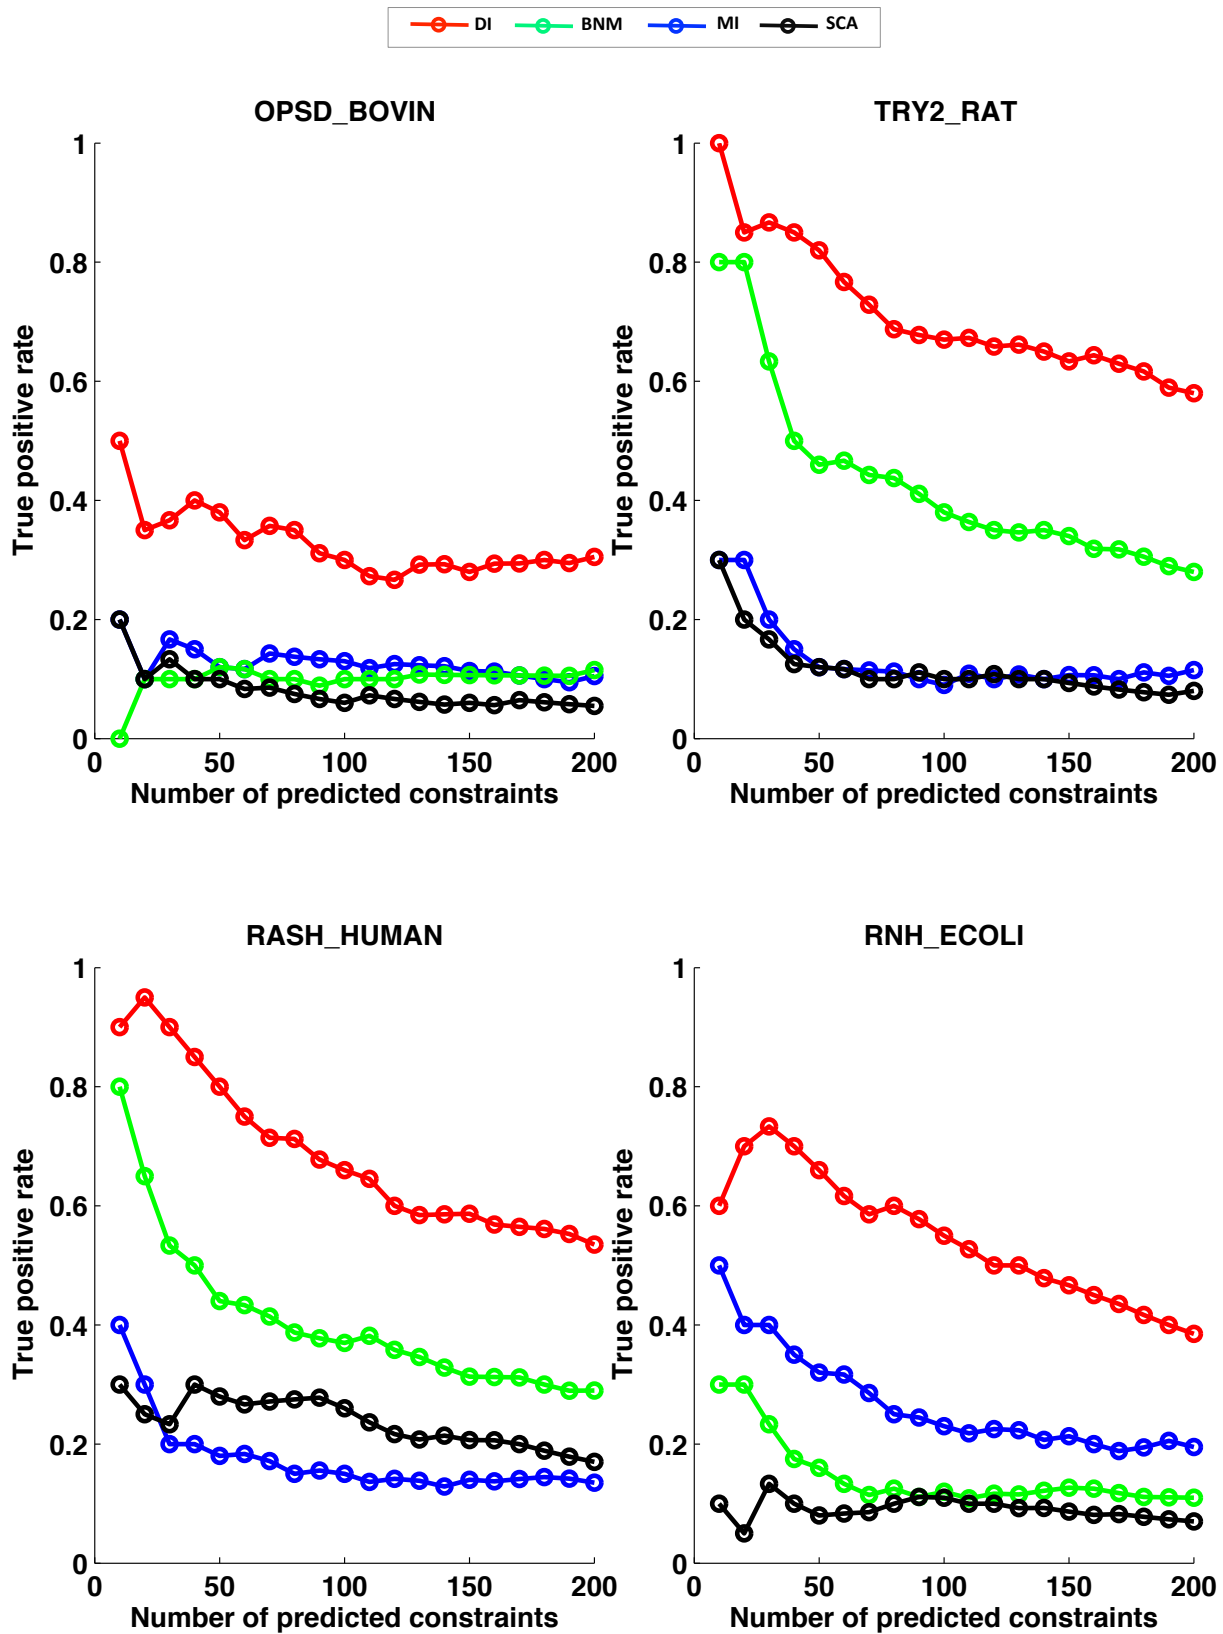 DI BNM MI SCA
OPSD_BOVIN
1
0.8
0.6
0.4
0.2
0
0 50 100 150 200
True positive rate
Number of predicted constraints
TRY2_RAT
1
0.8
0.6
0.4
0.2
0
0 50 100 150 200
True positive rate
Number of predicted constraints
RASH_HUMAN
1
0.8
0.6
0.4
0.2
0
0 50 100 150 200
True positive rate
Number of predicted constraints
RNH_ECOLI
1
0.8
0.6
0.4
0.2
0
0 50 100 150 200
True positive rate
Number of predicted constraints